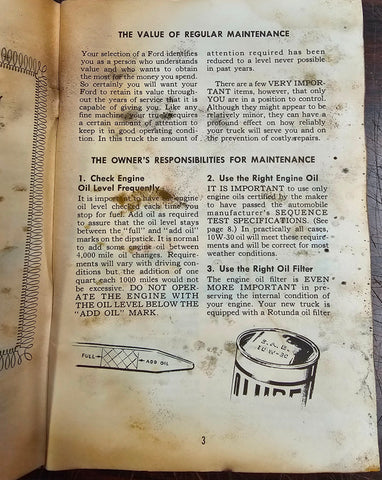 THE VALUE OF REGULAR MAINTENANCE
Your selection of a Ford identifies
you as a person who understands
value and who wants to obtain
the most for the money you spend.
So certainly you will want your
Ford to retain its value through-
out the years of service that it is
capable of giving you. Like any
fine machine, your truck requires
a certain amount of attention to
keep it in good operating condi-
tion. In this truck the amount of
attention required has been
reduced to a level never possible
in past years.
There are a few VERY IMPOR-
TANT items, however, that only
YOU are in a position to control.
Although they might appear to be
relatively minor, they can have a
profound effect on how reliably
your truck will serve you and on
the prevention of costly repairs.
THE OWNER'S RESPONSIBILITIES FOR MAINTENANCE
1. Check Engine
Oil Level Frequently
It is important to have the engine
oil level checked each time you
stop for fuel. Add oil as required
to assure that the oil level stays
between the "full" and "add oil"
marks on the dipstick. It is normal
to add some engine oil between
4,000 mile oil changes. Require-
ments will vary with driving con-
ditions but the addition of one
quart each 1000 miles would not
be excessive. DO NOT OPER-
ATE THE ENGINE WITH
THE OIL LEVEL BELOW THE
"ADD OIL" MARK.
2. Use the Right Engine Oil
IT IS IMPORTANT to use only
engine oils certified by the maker
to have passed the automobile
manufacturer's SEQUENCE
TEST SPECIFICATIONS. (See
page 8.) In practically all cases,
10W-30 oil will meet these require-
ments and will be correct for most
weather conditions.
3. Use the Right Oil Filter
The engine oil filter is EVEN
MORE IMPORTANT in pre-
serving the internal condition of
your engine. Your new truck is
equipped with a Rotunda oil filter
FULL
ADD OIL
S.A.E.
10W-30
3